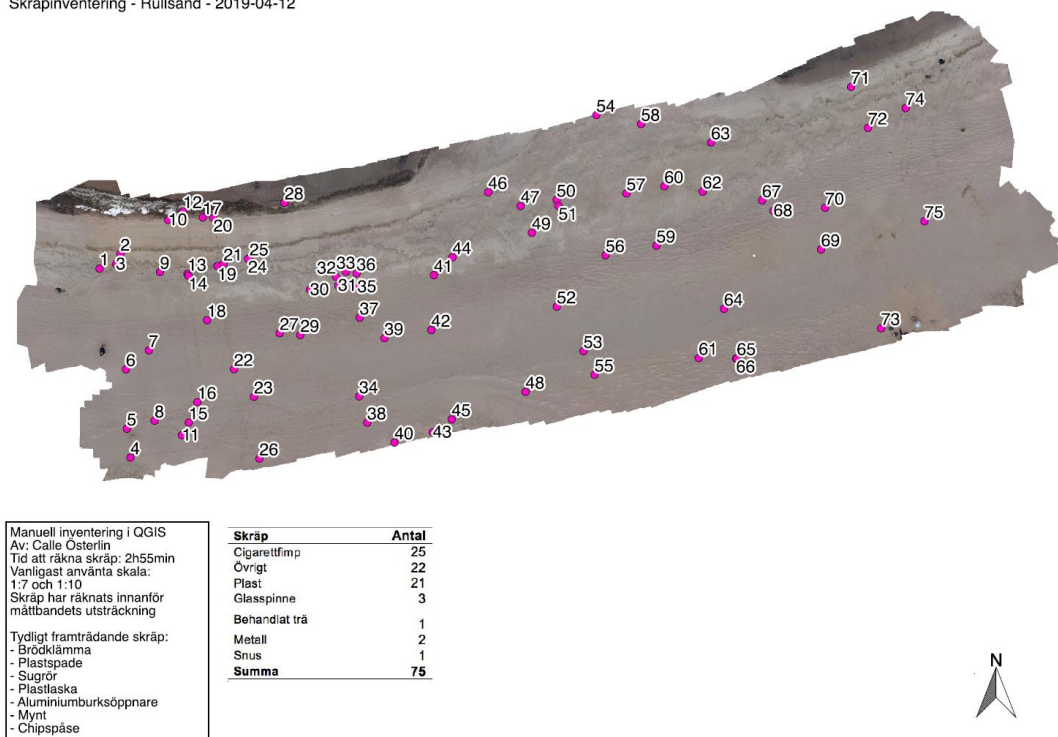 Skräpinventering - Rullsand - 2019-04-12
71
74
54
58
72
63
28
46
60
57
62
12
17
10
20
47
50
51
67
68
70
75
49
2
1
3
9
13
14
21
19
25
24
44
41
59
56
69
32
33
36
30
31
35
18
37
52
64
27
29
39
42
73
7
6
53
61
65
66
22
55
16
23
34
48
8
5
15
11
38
45
40
43
4
26
Manuell inventering i QGIS
Av: Calle Österlin
Tid att räkna skräp: 2h55min
Vanligast använta skala:
1:7 och 1:10
Skräp har räknats innanför
måttbandets utsträckning
Tydligt framträdande skräp:
- Brödklämma
- Plastspade
- Sugrör
- Plastlaska
- Aluminiumburksöppnare
- Mynt
- Chipspåse
Skräp Antal
Cigarettfimp 25
Övrigt 22
Plast 21
Glasspinne 3
Behandlat trä 1
Metall 2
Snus 1
Summa 75
N